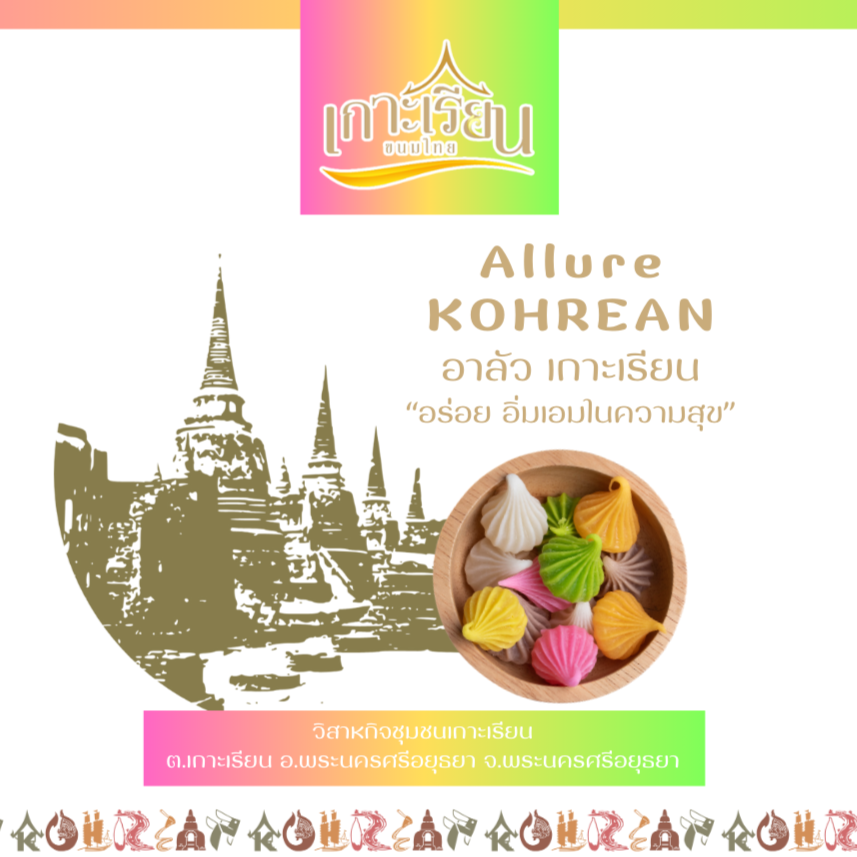 เกาะเรียน
ขนมไทย
Allure
KOHREAN
อาลัว เกาะเรียน
“อร่อย อิ่มเอมในความสุข”
วิสาหกิจชุมชนเกาะเรียน
ต.เกาะเรียน อ.พระนครศรีอยุธยา จ.พระนครศรีอยุธยา
KOHREAN KOHREAN KOHREAN KOH